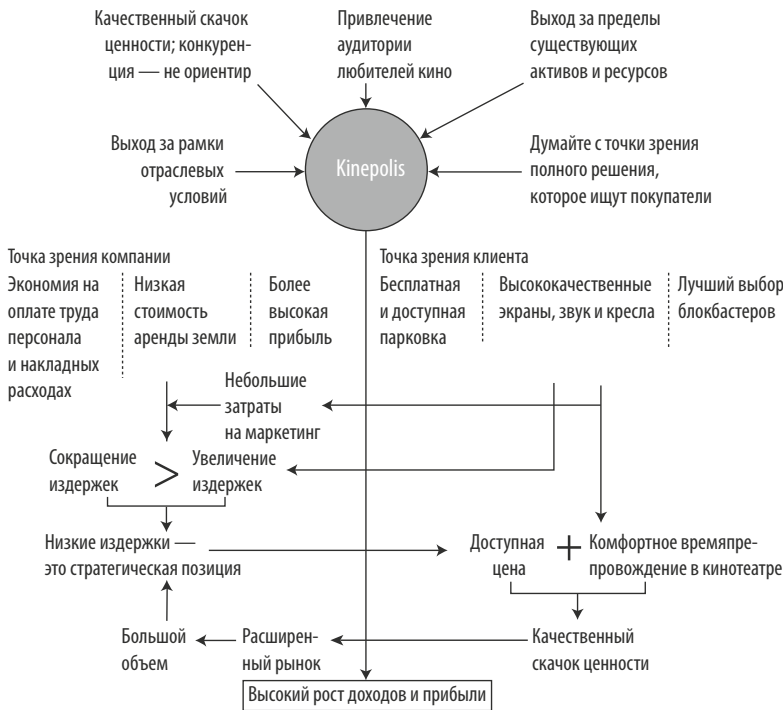 Качественный скачок
ценности; конкурен-
ция — не ориентир
Привлечение
аудитории
любителей кино
Выход за пределы
существующих
активов и ресурсов
Выход за рамки
отраслевых
условий
Kinepolis
Думайте с точки зрения
полного решения,
которое ищут покупатели
Точка зрения компании
Экономия на
оплате труда
персонала
и накладных
расходах
Низкая
стоимость
аренды земли
Более
высокая
прибыль
Точка зрения клиента
Бесплатная
и доступная
парковка
Высококачественные
экраны, звук и кресла
Лучший выбор
блокбастеров
Небольшие
затраты
на маркетинг
Сокращение
издержек
>
Увеличение
издержек
Низкие издержки —
это стратегическая позиция
Доступная
цена
+
Комфортное времяпре-
провождение в кинотеатре
Большой
объем
Расширен-
ный рынок
Качественный
скачок ценности
Высокий рост доходов и прибыли